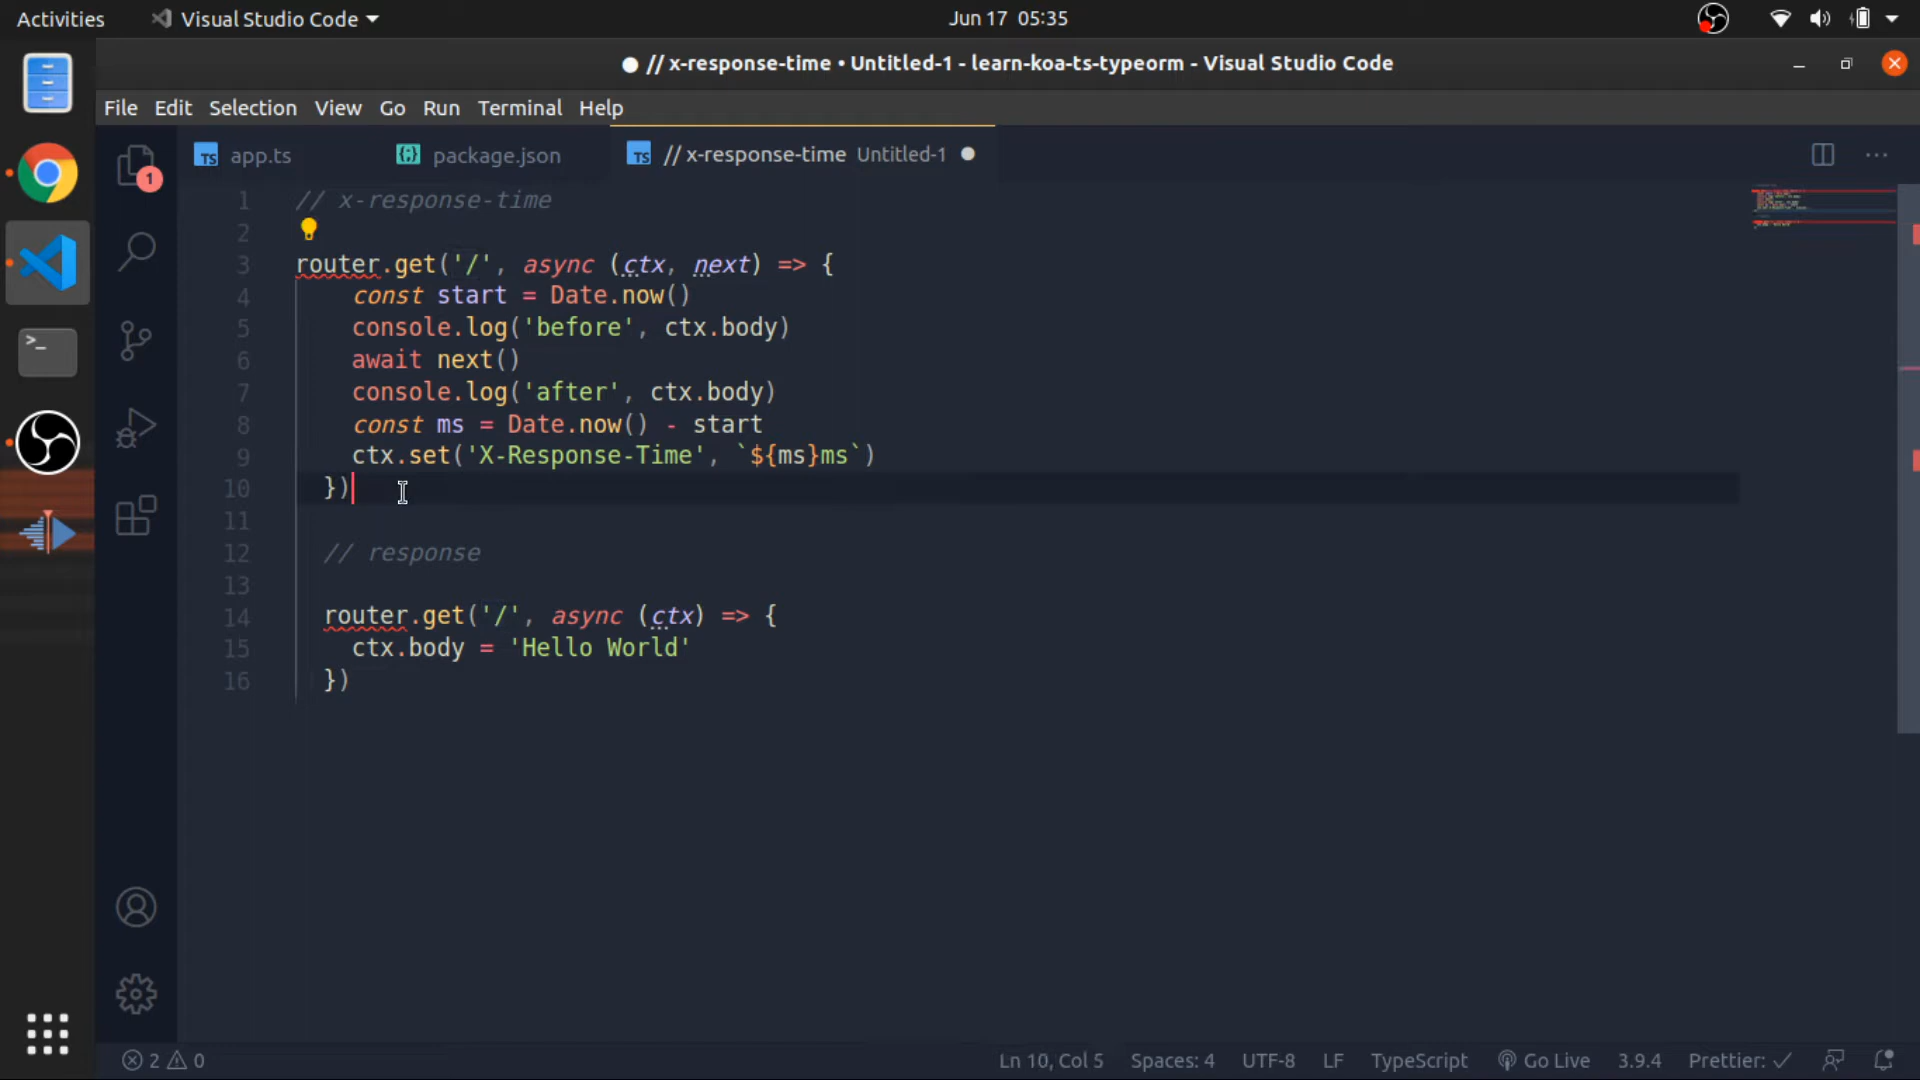 Activities Visual Studio Code Jun 17 05:35
// x-response-time • Untitled-1 - learn-koa-ts-typeorm - Visual Studio Code
File Edit Selection View Go Run Terminal Help
TS app.ts package.json TS // x-response-time Untitled-1
1
1 // x-response-time
2
3 router.get('/', async (ctx, next) => {
4 const start = Date.now()
5 console.log('before', ctx.body)
6 await next()
7 console.log('after', ctx.body)
8 const ms = Date.now() - start
9 ctx.set('X-Response-Time', `${ms}ms`)
10 })
11
12 // response
13
14 router.get('/', async (ctx) => {
15 ctx.body = 'Hello World'
16 })
2 0 Ln 10, Col 5 Spaces: 4 UTF-8 LF TypeScript Go Live 3.9.4 Prettier: ✓